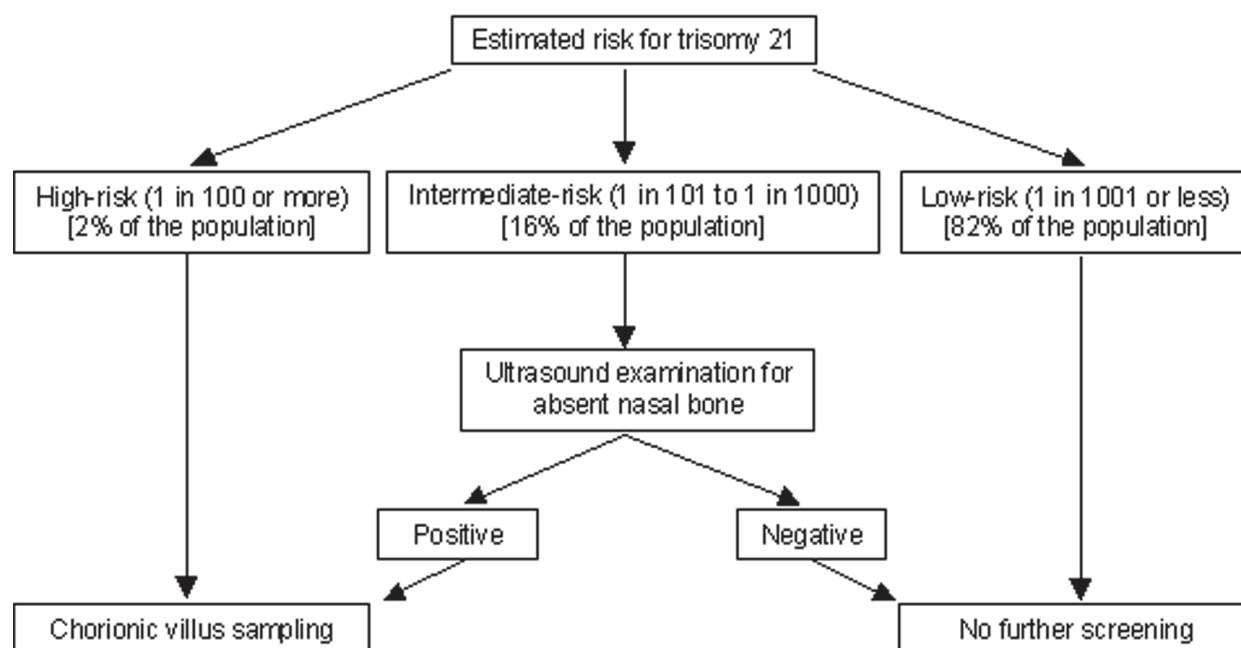 Estimated risk for trisomy 21
High-risk (1 in 100 or more)
[2% of the population]
Intermediate-risk (1 in 101 to 1 in 1000)
[16% of the population]
Low-risk (1 in 1001 or less)
[82% of the population]
Ultrasound examination for
absent nasal bone
Positive
Negative
Chorionic villus sampling
No further screening